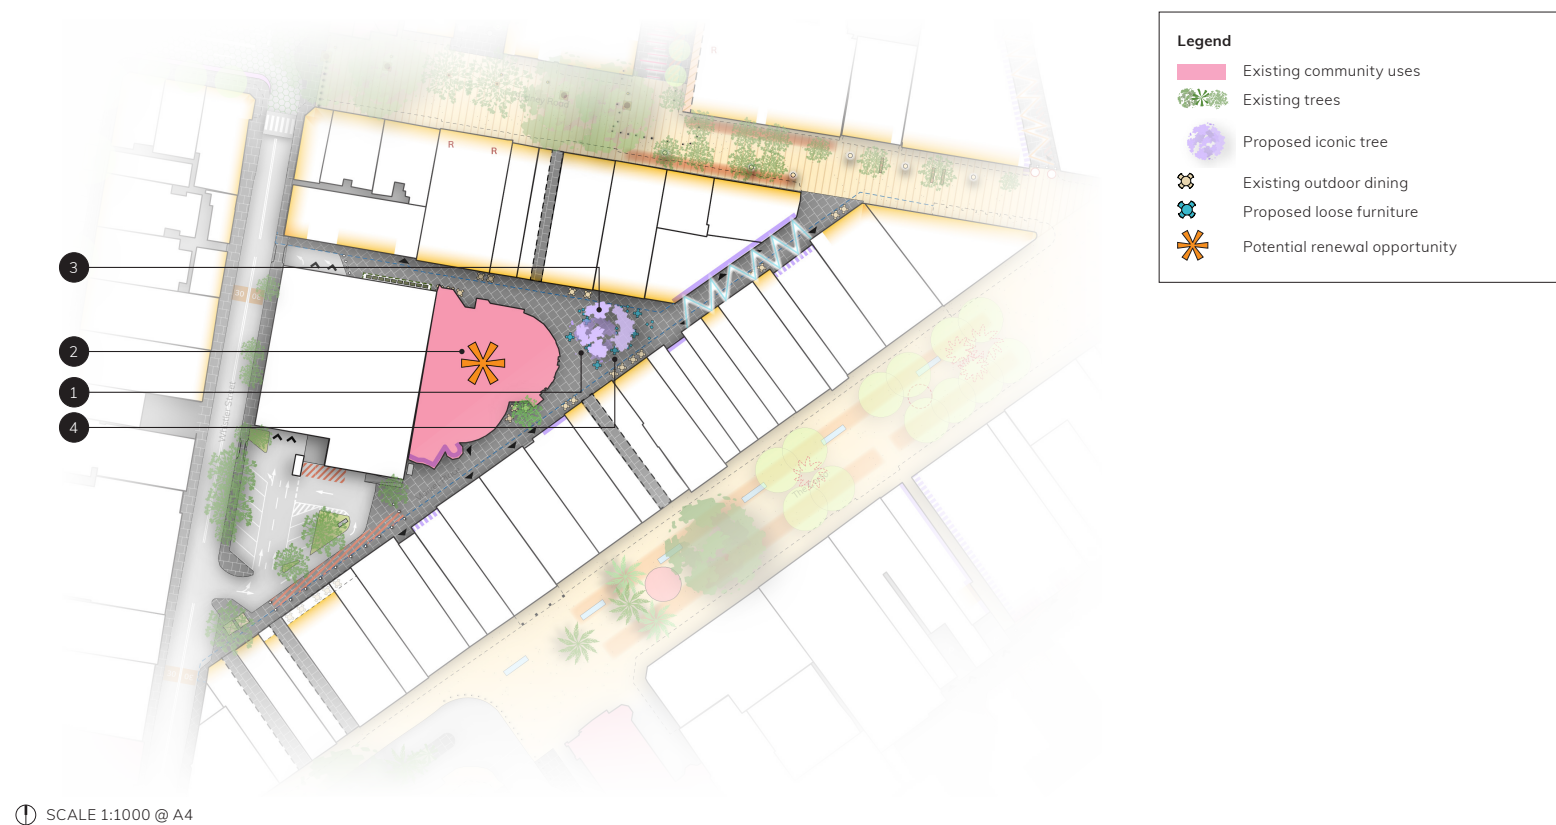 Legend
Existing community uses
Existing trees
Proposed iconic tree
Existing outdoor dining
Proposed loose furniture
Potential renewal opportunity
R
R
R
3
2
1
4
30
SCALE 1:1000 @ A4